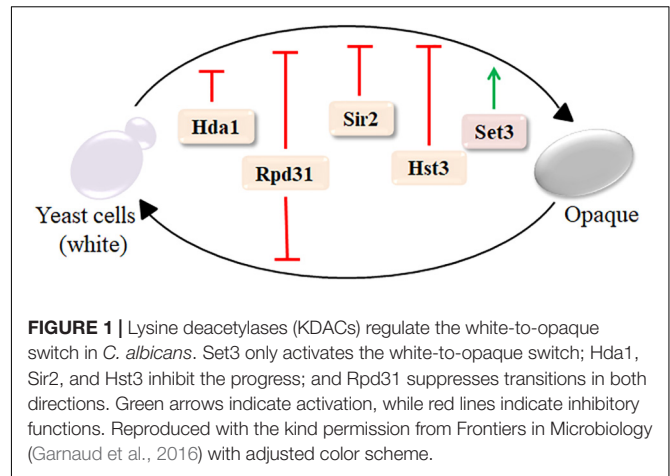 Hda1
Sir2
Set3
Rpd31
Hst3
Yeast cells
(white)
Opaque
FIGURE 1 | Lysine deacetylases (KDACs) regulate the white-to-opaque
switch in C. albicans. Set3 only activates the white-to-opaque switch; Hda1,
Sir2, and Hst3 inhibit the progress; and Rpd31 suppresses transitions in both
directions. Green arrows indicate activation, while red lines indicate inhibitory
functions. Reproduced with the kind permission from Frontiers in Microbiology
(Garnaud et al., 2016) with adjusted color scheme.